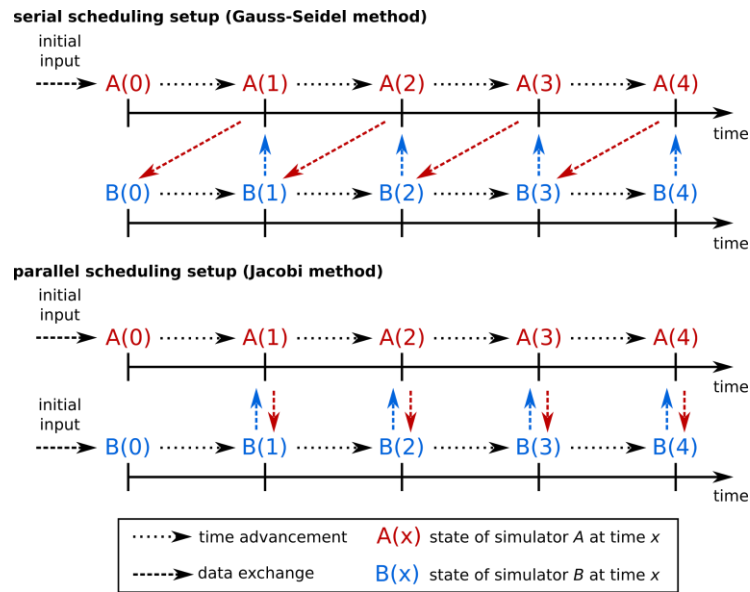 serial scheduling setup (Gauss-Seidel method)
initial
input
A(0) A(1) A(2) A(3) A(4)
time
B(0) B(1) B(2) B(3) B(4)
time
parallel scheduling setup (Jacobi method)
initial
input
A(0) A(1) A(2) A(3) A(4)
time
initial
input
B(0) B(1) B(2) B(3) B(4)
time
time advancement A(x) state of simulator A at time x
data exchange B(x) state of simulator B at time x